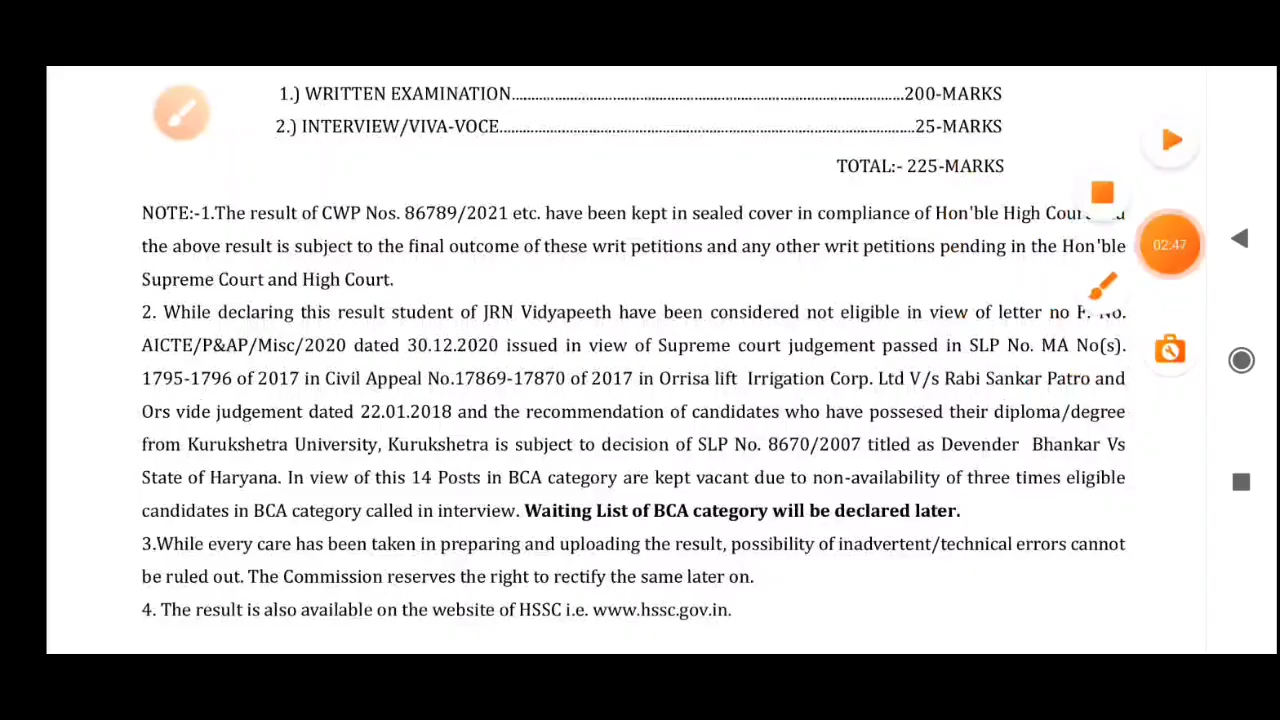 1.) WRITTEN EXAMINATION................................................................................................200-MARKS
2.) INTERVIEW/VIVA-VOCE.....................................................................................................25-MARKS
TOTAL:- 225-MARKS
NOTE:-1.The result of CWP Nos. 86789/2021 etc. have been kept in sealed cover in compliance of Hon'ble High
the above result is subject to the final outcome of these writ petitions and any other writ petitions pending in the Hon'ble
Supreme Court and High Court.
2. While declaring this result student of JRN Vidyapeeth have been considered not eligible in view of letter no F. No.
AICTE/P&AP/Misc/2020 dated 30.12.2020 issued in view of Supreme court judgement passed in SLP No. MA No(s).
1795-1796 of 2017 in Civil Appeal No.17869-17870 of 2017 in Orrisa lift Irrigation Corp. Ltd V/s Rabi Sankar Patro and
Ors vide judgement dated 22.01.2018 and the recommendation of candidates who have possesed their diploma/degree
from Kurukshetra University, Kurukshetra is subject to decision of SLP No. 8670/2007 titled as Devender Bhankar Vs
State of Haryana. In view of this 14 Posts in BCA category are kept vacant due to non-availability of three times eligible
candidates in BCA category called in interview. Waiting List of BCA category will be declared later.
3.While every care has been taken in preparing and uploading the result, possibility of inadvertent/technical errors cannot
be ruled out. The Commission reserves the right to rectify the same later on.
4. The result is also available on the website of HSSC i.e. www.hssc.gov.in.
02:47